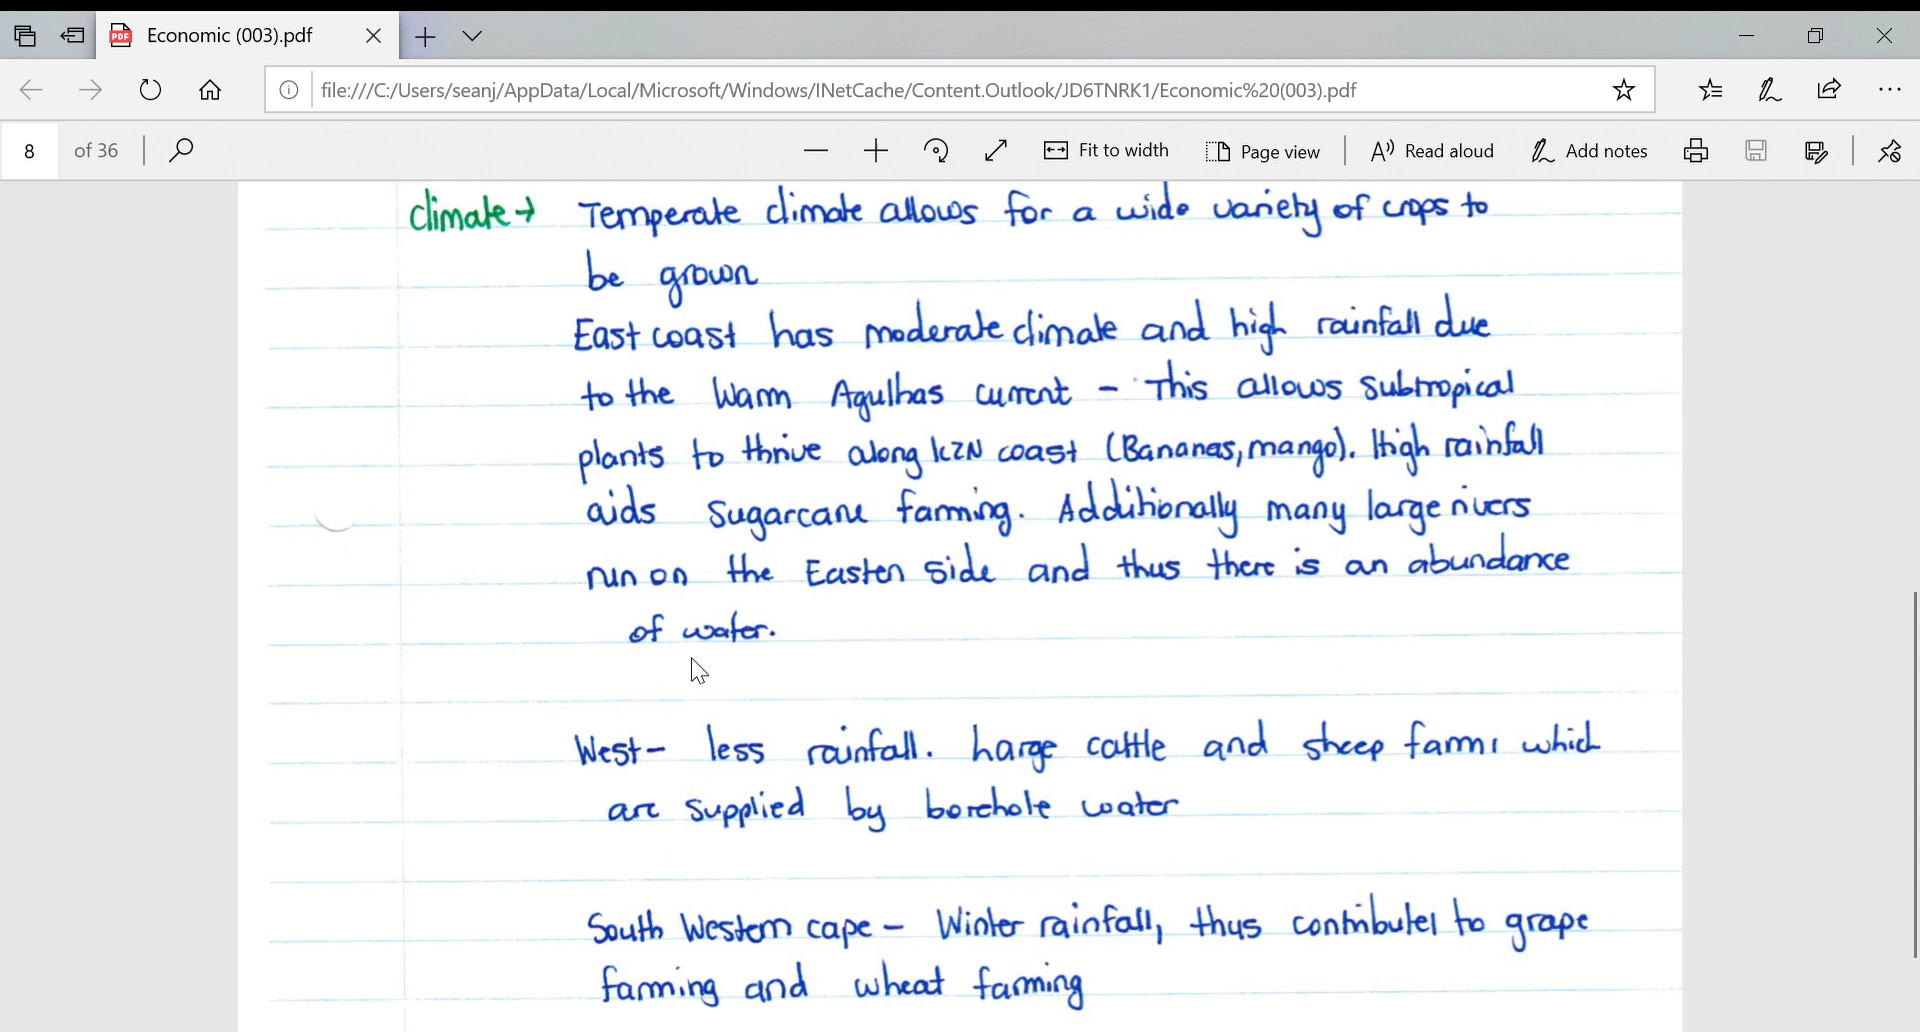 Economic (003).pdf
file:///C:/Users/seanj/AppData/Local/Microsoft/Windows/INetCache/Content.Outlook/JD6TNRK1/Economic%20(003).pdf
8 of 36 Fit to width Page view Read aloud Add notes
Climate → Temperate climate allows for a wide variety of crops to
be grown
East coast has moderate climate and high rainfall due
to the Warm Agulhas current – This allows subtropical
plants to thrive along KZN coast (Bananas, mango). High rainfall
aids Sugarcane farming. Additionally many large rivers
run on the Eastern side and thus there is an abundance
of water.
West – less rainfall. Large cattle and sheep farms which
are supplied by borehole water
South Western cape – Winter rainfall, thus contributes to grape
farming and wheat farming